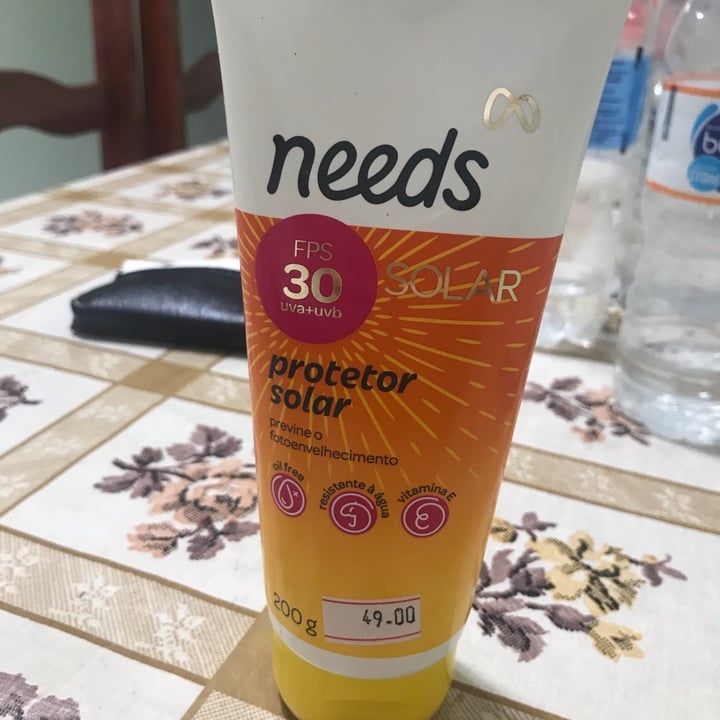 needs
FPS
30
uva+uvb
SOLAR
protetor
solar
previne o
fotoenvelhecimento
oil free
resistente à água
vitamina E
200 g
49.00